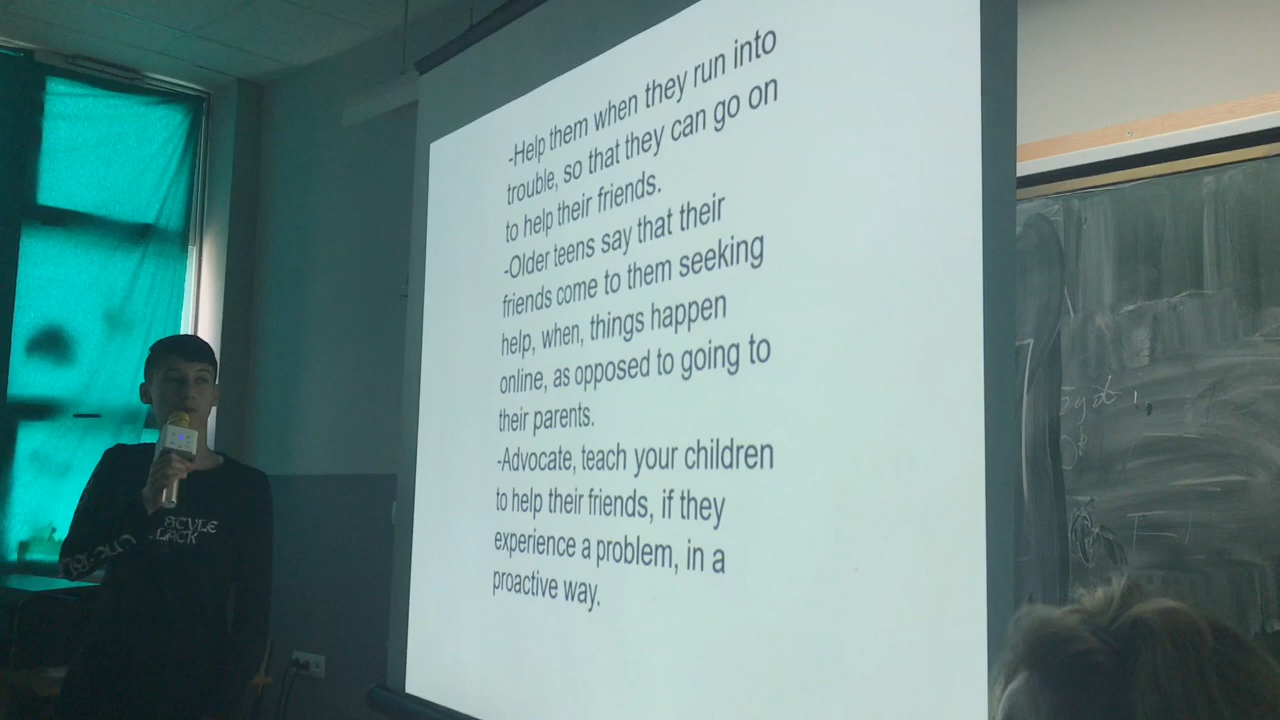 -Help them when they run into
trouble, so that they can go on
to help their friends.
-Older teens say that their
friends come to them seeking
help, when, things happen
online, as opposed to going to
their parents.
-Advocate, teach your children
to help their friends, if they
experience a problem, in a
proactive way.